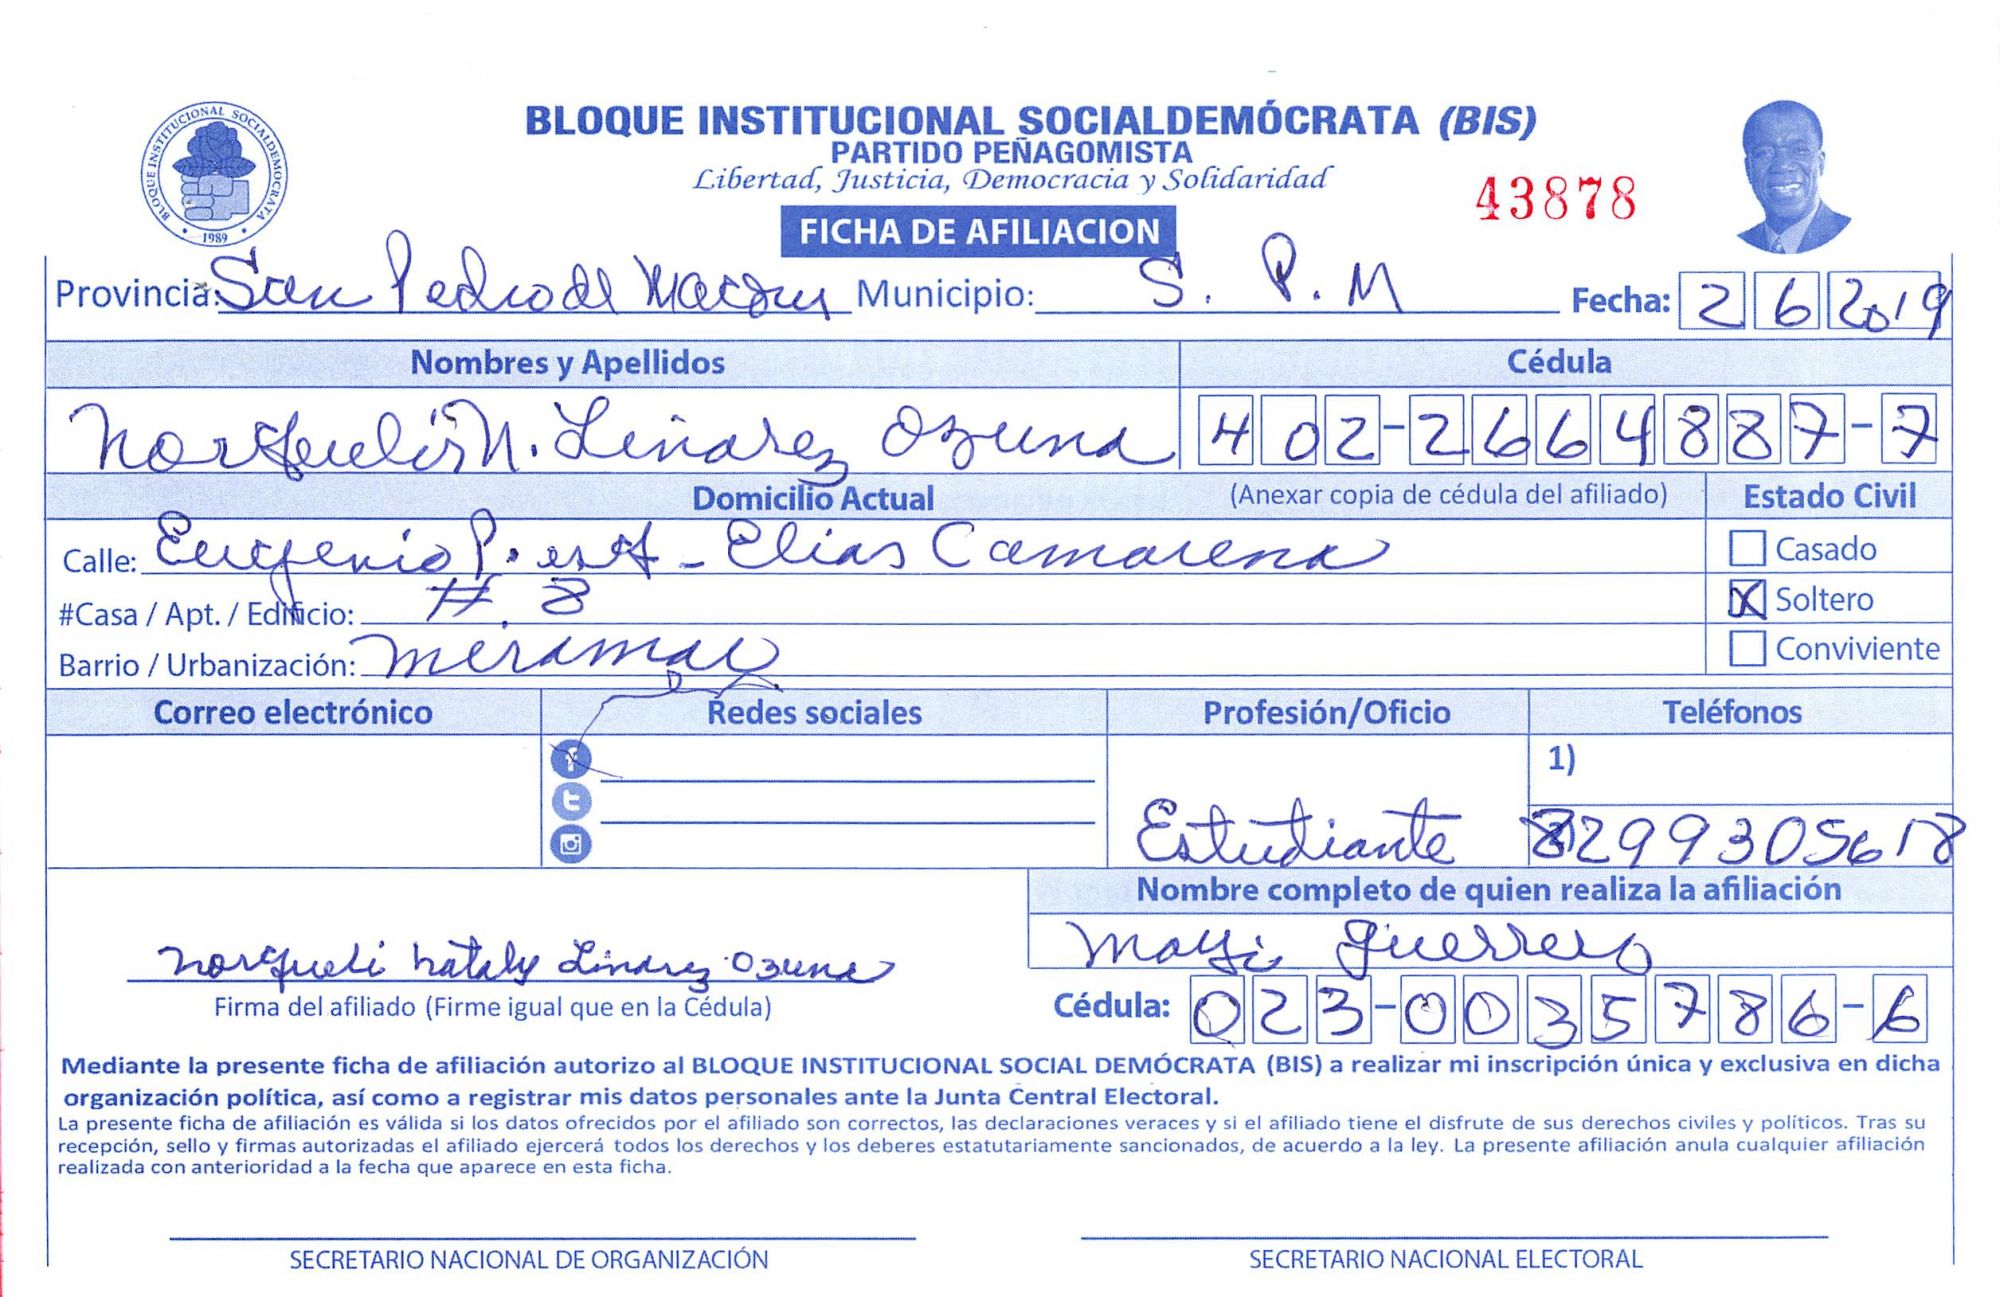 BLOQUE INSTITUCIONAL SOCIALDEMÓCRATA
1989
BLOQUE INSTITUCIONAL SOCIALDEMÓCRATA (BIS)
PARTIDO PEÑAGOMISTA
Libertad, Justicia, Democracia y Solidaridad
43878
FICHA DE AFILIACION
Provincia: San Pedro de Macorís Municipio: S. P. M Fecha: 2 6 2019
Nombres y Apellidos Cédula
N. Linarez Ozuna 402-2664887-7
Domicilio Actual (Anexar copia de cédula del afiliado) Estado Civil
Calle: Eugenio P. - Elias Camarena Casado
#Casa / Apt. / Edificio: # 8 X Soltero
Barrio / Urbanización: Miramar Conviviente
Correo electrónico Redes sociales Profesión/Oficio Teléfonos
1)
Estudiante 8299305618
Nombre completo de quien realiza la afiliación
Guerrero
Nataly Linarez Ozuna
Firma del afiliado (Firme igual que en la Cédula) Cédula: 023-0035786-6
Mediante la presente ficha de afiliación autorizo al BLOQUE INSTITUCIONAL SOCIAL DEMÓCRATA (BIS) a realizar mi inscripción única y exclusiva en dicha
organización política, así como a registrar mis datos personales ante la Junta Central Electoral.
La presente ficha de afiliación es válida si los datos ofrecidos por el afiliado son correctos, las declaraciones veraces y si el afiliado tiene el disfrute de sus derechos civiles y políticos. Tras su
recepción, sello y firmas autorizadas el afiliado ejercerá todos los derechos y los deberes estatutariamente sancionados, de acuerdo a la ley. La presente afiliación anula cualquier afiliación
realizada con anterioridad a la fecha que aparece en esta ficha.
SECRETARIO NACIONAL DE ORGANIZACIÓN SECRETARIO NACIONAL ELECTORAL